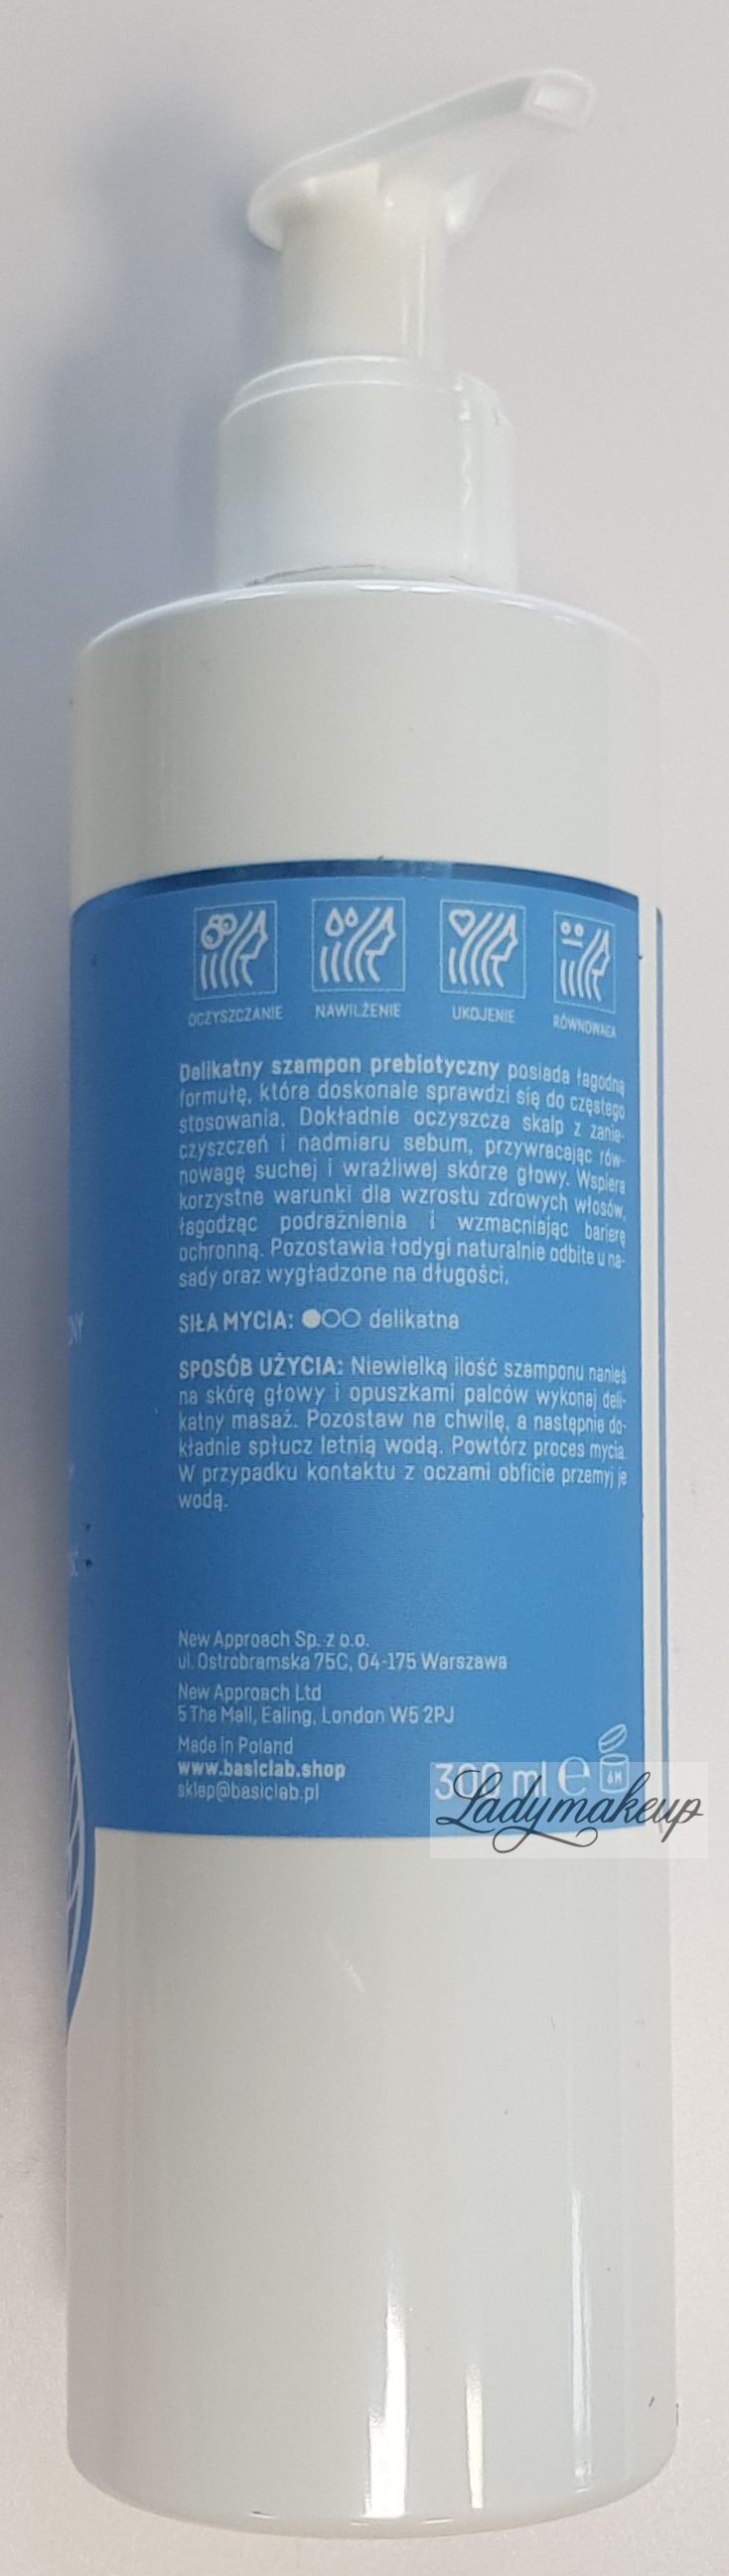 OCZYSZCZANIE NAWILŻENIE UKOJENIE RÓWNOWAGA
Delikatny szampon prebiotyczny posiada łagodną
formułę, która doskonale sprawdzi się do częstego
stosowania. Dokładnie oczyszcza skalp z zanie-
czyszczeń i nadmiaru sebum, przywracając rów-
nowagę suchej i wrażliwej skórze głowy. Wspiera
korzystne warunki dla wzrostu zdrowych włosów,
łagodząc podrażnienia i wzmacniając barierę
ochronną. Pozostawia łodygi naturalnie odbite u na-
sady oraz wygładzone na długości.
SIŁA MYCIA: ●○○ delikatna
SPOSÓB UŻYCIA: Niewielką ilość szamponu nanieś
na skórę głowy i opuszkami palców wykonaj deli-
katny masaż. Pozostaw na chwilę, a następnie do-
kładnie spłucz letnią wodą. Powtórz proces mycia.
W przypadku kontaktu z oczami obficie przemyj je
wodą.
New Approach Sp. z o.o.
ul. Ostrobramska 75C, 04-175 Warszawa
New Approach Ltd
5 The Mall, Ealing, London W5 2PJ
Made in Poland
www.basiclab.shop
sklep@basiclab.pl
300 ml e 6M
Ladymakeup